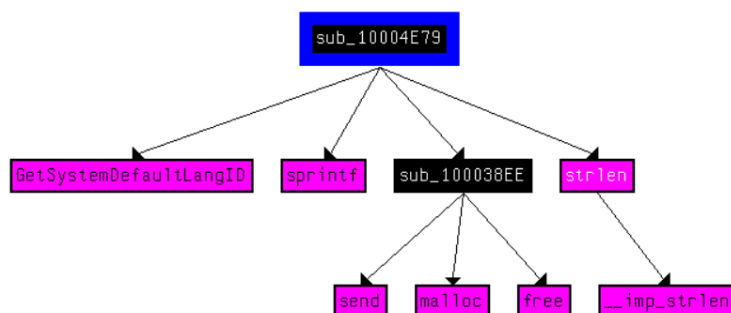 sub_10004E79
GetSystemDefaultLangID
sprintf
sub_100038EE
strlen
send
malloc
free
__imp_strlen